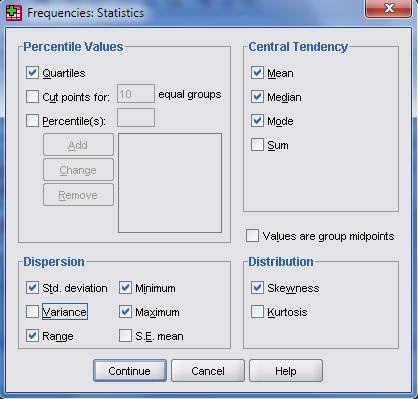 Frequencies: Statistics
Percentile Values
Quartiles
Cut points for: 10 equal groups
Percentile(s):
Add
Change
Remove
Central Tendency
Mean
Median
Mode
Sum
Values are group midpoints
Dispersion
Std. deviation Minimum
Variance Maximum
Range S.E. mean
Distribution
Skewness
Kurtosis
Continue Cancel Help